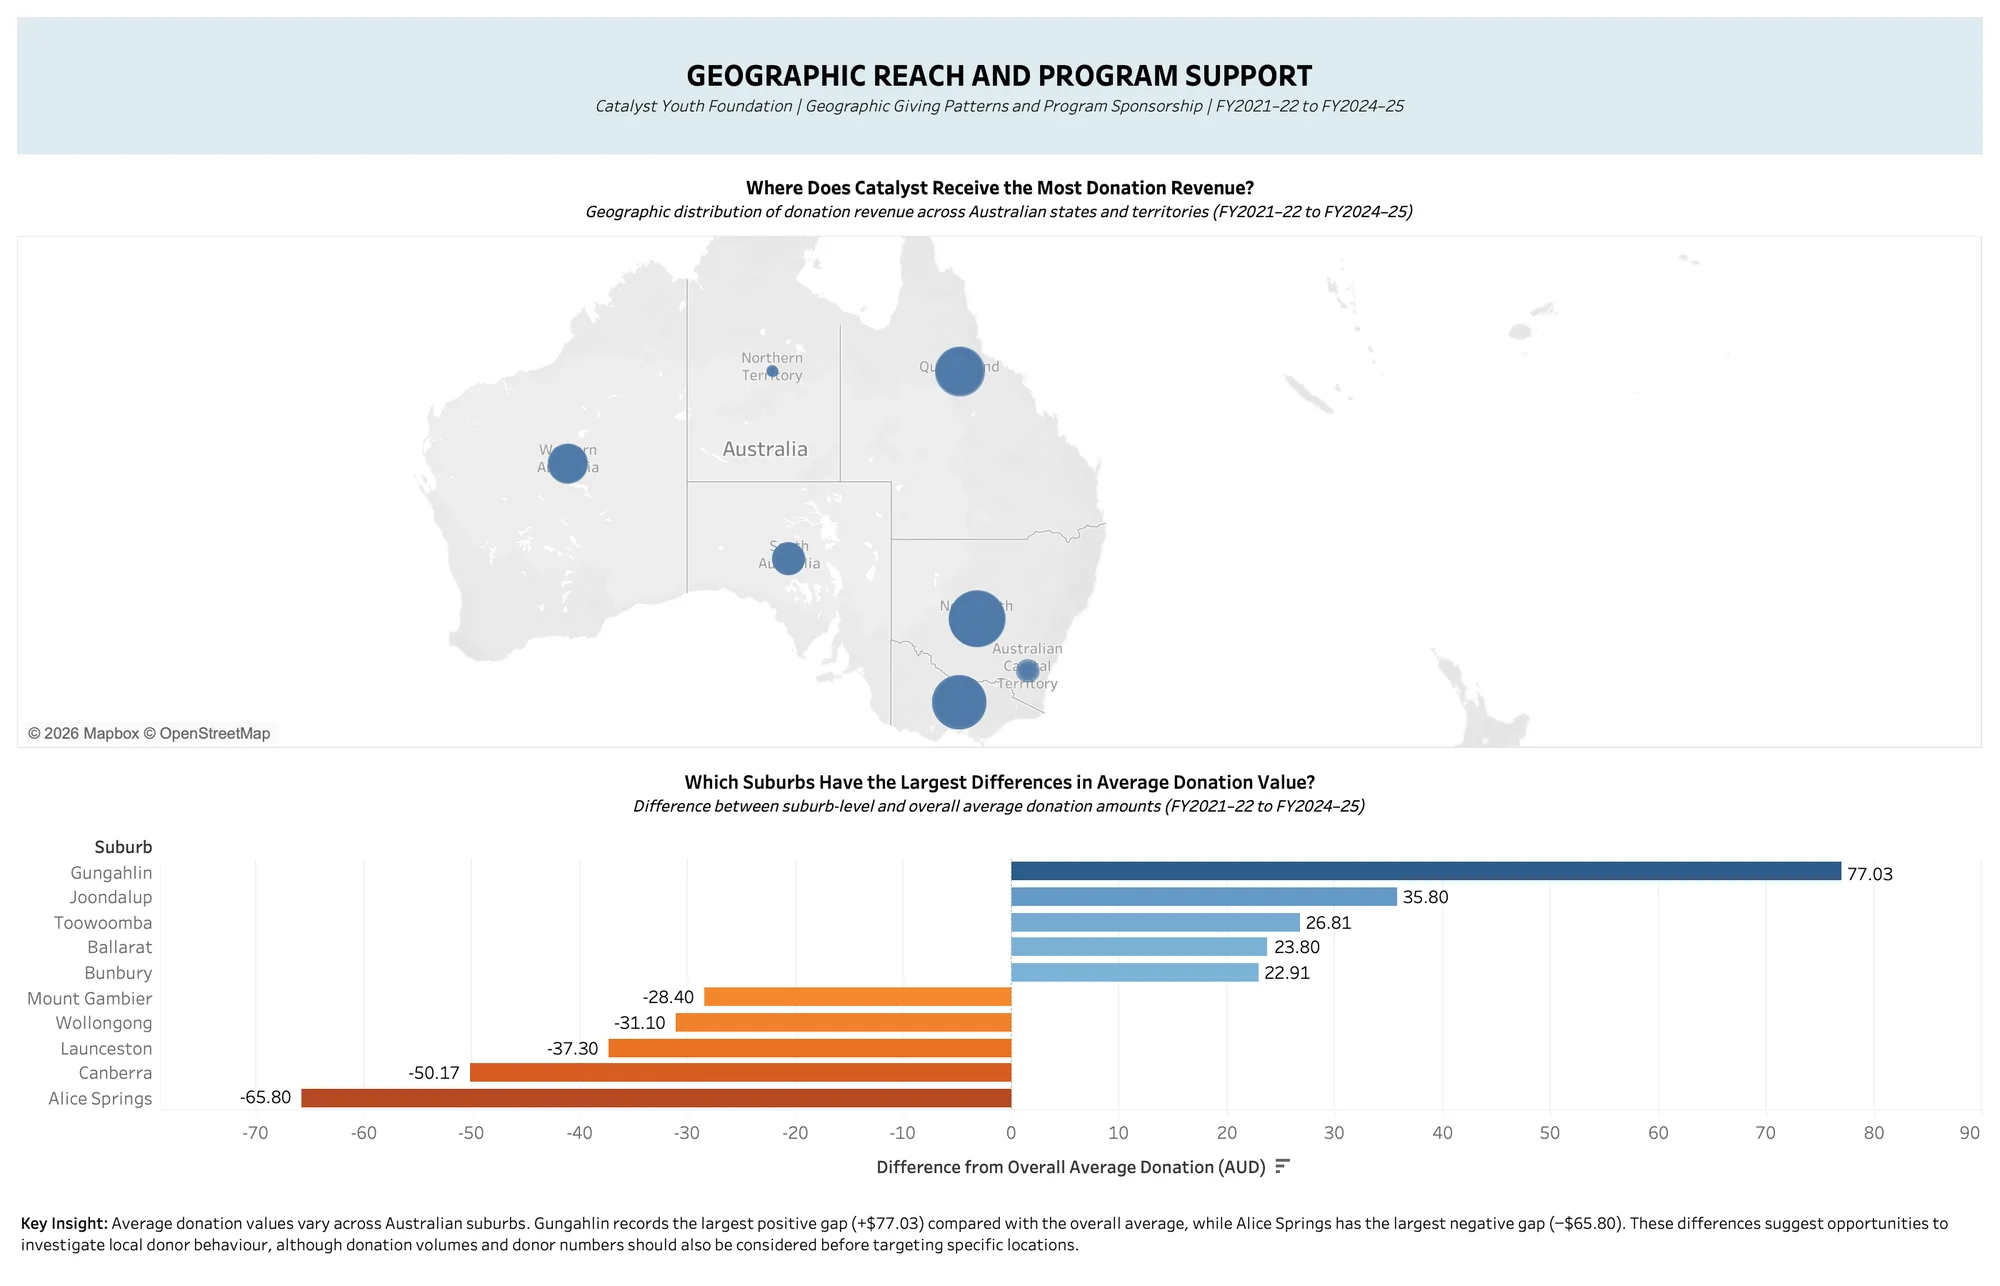 GEOGRAPHIC REACH AND PROGRAM SUPPORT
Catalyst Youth Foundation | Geographic Giving Patterns and Program Sponsorship | FY2021–22 to FY2024–25
Where Does Catalyst Receive the Most Donation Revenue?
Geographic distribution of donation revenue across Australian states and territories (FY2021–22 to FY2024–25)
Northern
Territory
Australia
Australian
Territory
© 2026 Mapbox © OpenStreetMap
Which Suburbs Have the Largest Differences in Average Donation Value?
Difference between suburb-level and overall average donation amounts (FY2021–22 to FY2024–25)
Suburb
Gungahlin 77.03
Joondalup 35.80
Toowoomba 26.81
Ballarat 23.80
Bunbury 22.91
Mount Gambier -28.40
Wollongong -31.10
Launceston -37.30
Canberra -50.17
Alice Springs -65.80
-70 -60 -50 -40 -30 -20 -10 0 10 20 30 40 50 60 70 80 90
Difference from Overall Average Donation (AUD)
Key Insight: Average donation values vary across Australian suburbs. Gungahlin records the largest positive gap (+$77.03) compared with the overall average, while Alice Springs has the largest negative gap (−$65.80). These differences suggest opportunities to
investigate local donor behaviour, although donation volumes and donor numbers should also be considered before targeting specific locations.